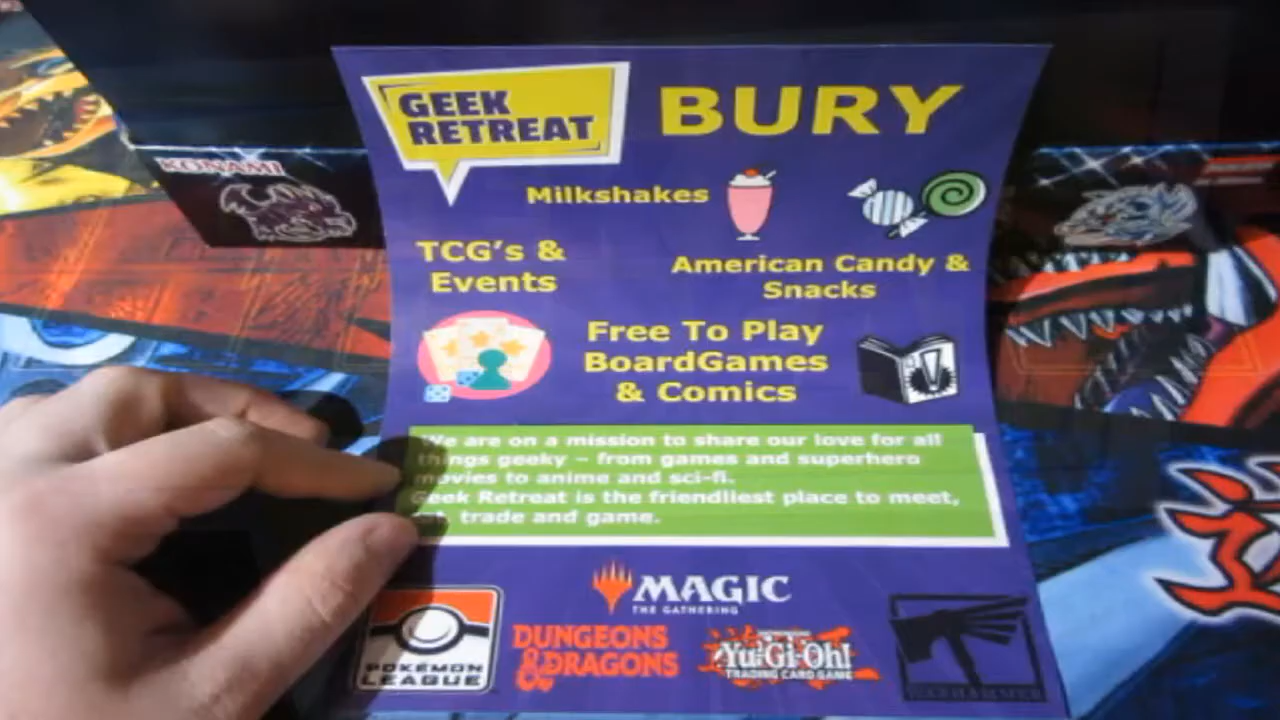 GEEK
RETREAT
BURY
KONAMI
Milkshakes
TCG's &
Events
American Candy &
Snacks
Free To Play
BoardGames
& Comics
We are on a mission to share our love for all
things geeky – from games and superhero
movies to anime and sci-fi.
Geek Retreat is the friendliest place to meet,
trade and game.
MAGIC
THE GATHERING
POKÉMON
LEAGUE
DUNGEONS
& DRAGONS
Yu-Gi-Oh!
TRADING CARD GAME
WARHAMMER